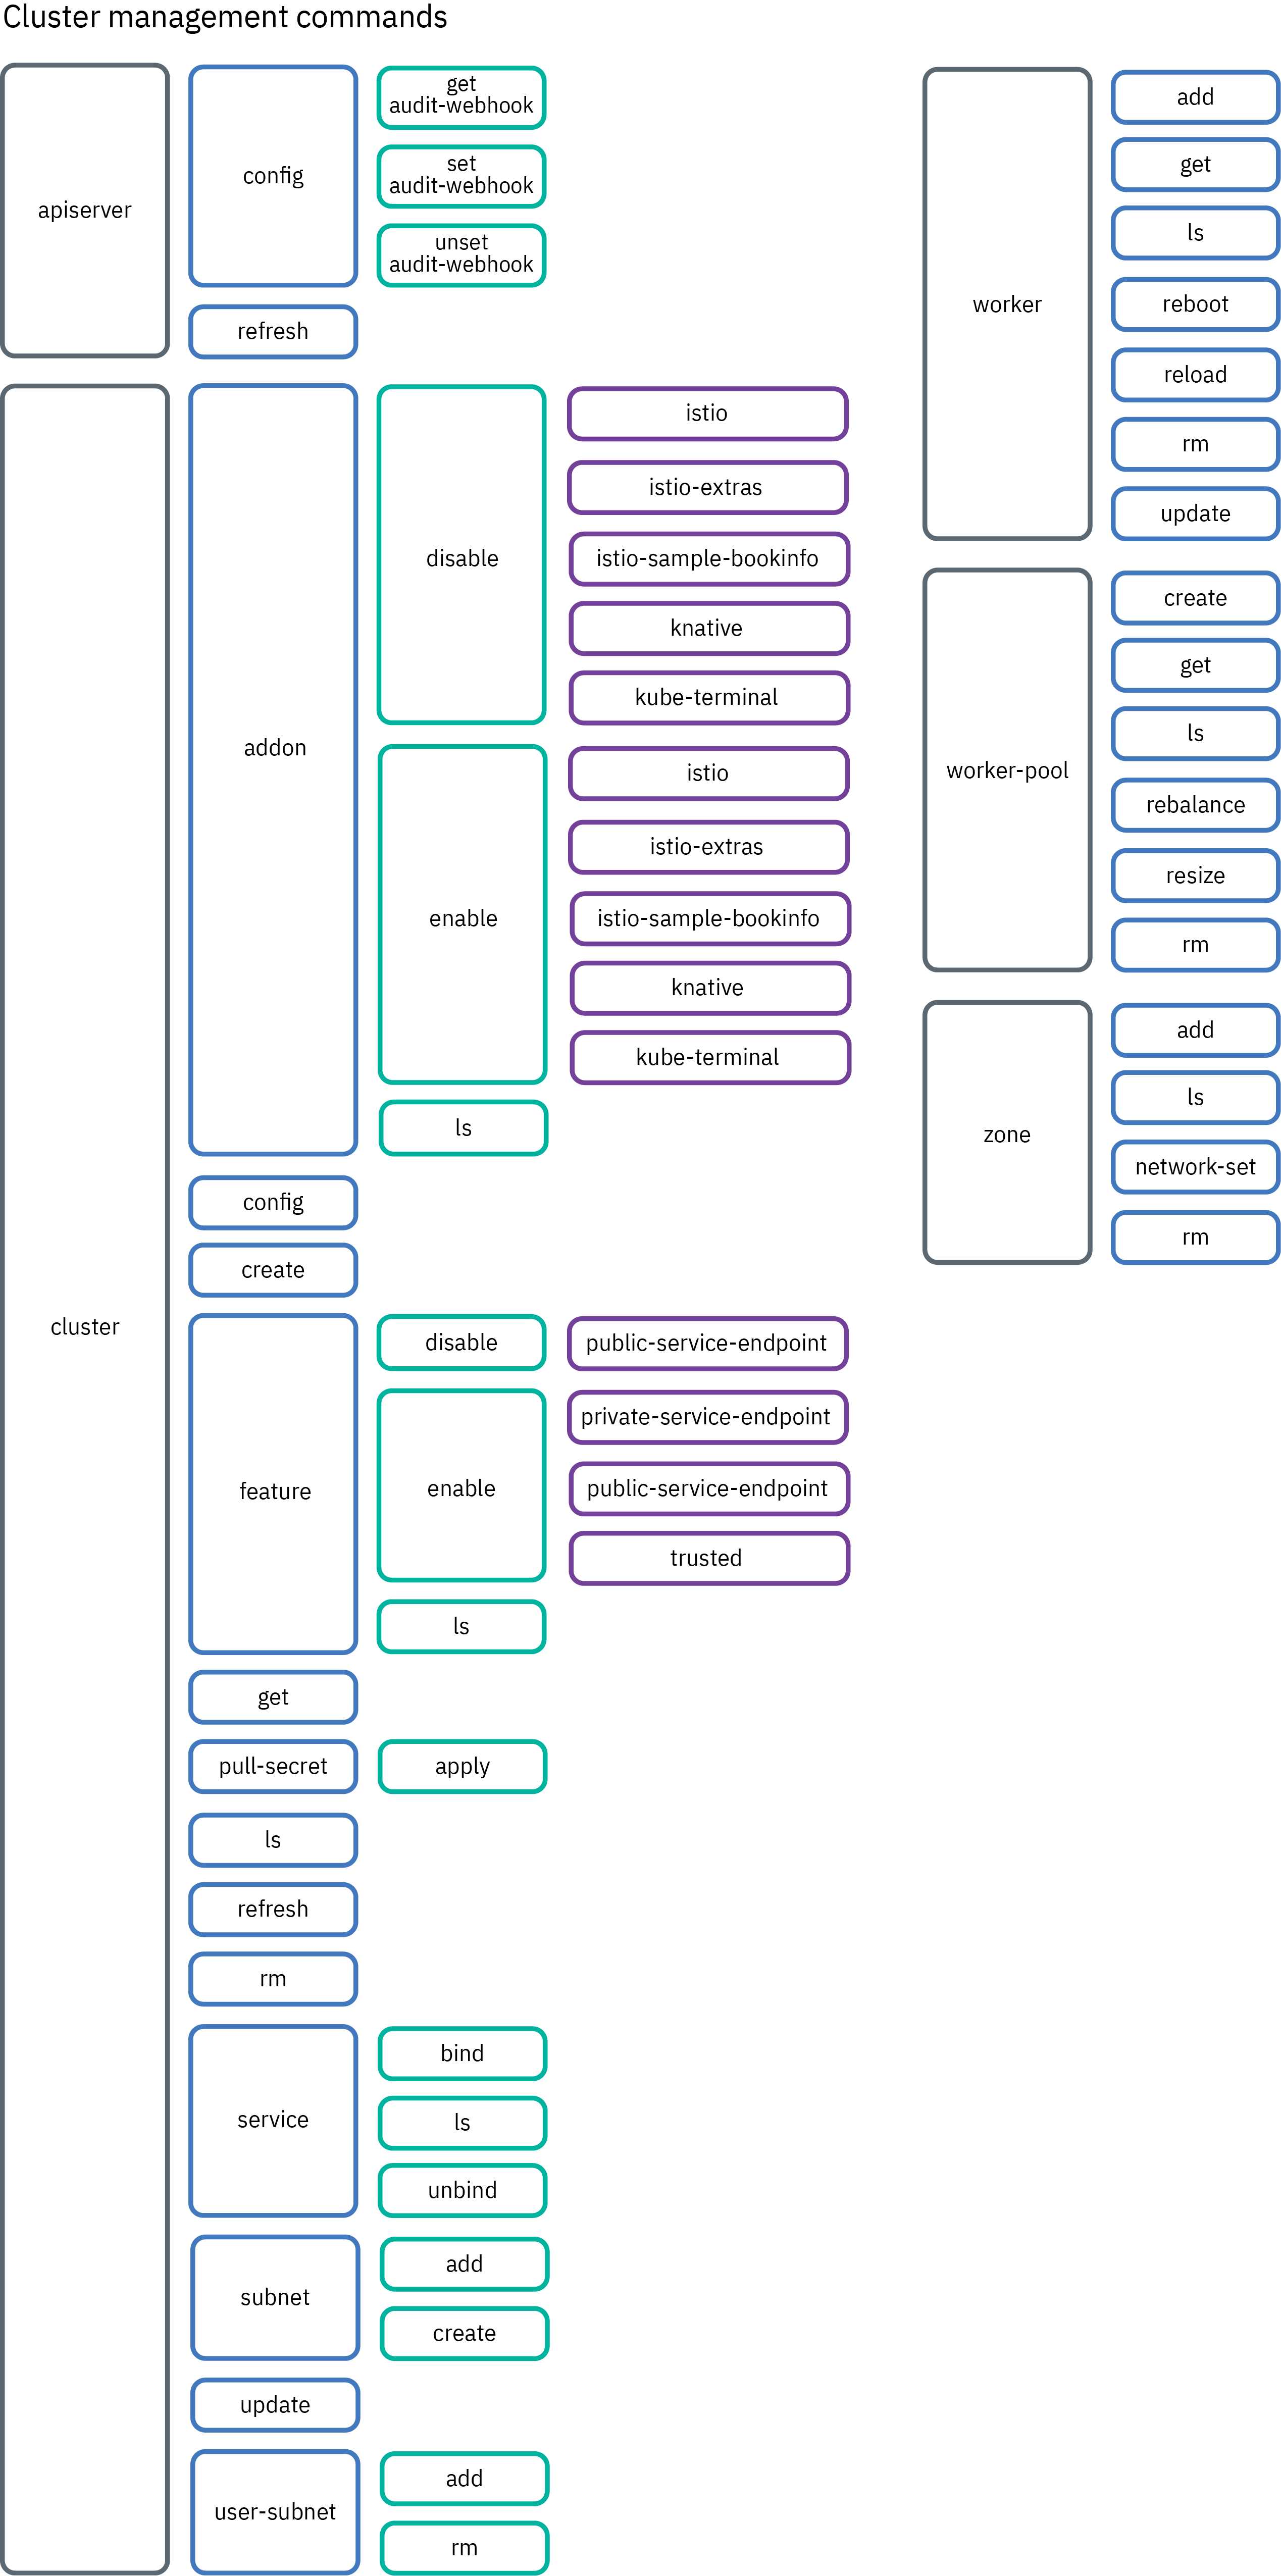 Cluster management commands
apiserver
config
get
audit-webhook
set
audit-webhook
unset
audit-webhook
refresh
cluster
addon
disable
istio
istio-extras
istio-sample-bookinfo
knative
kube-terminal
enable
istio
istio-extras
istio-sample-bookinfo
knative
kube-terminal
ls
config
create
feature
disable
public-service-endpoint
enable
private-service-endpoint
public-service-endpoint
trusted
ls
get
pull-secret
apply
ls
refresh
rm
service
bind
ls
unbind
subnet
add
create
update
user-subnet
add
rm
worker
add
get
ls
reboot
reload
rm
update
worker-pool
create
get
ls
rebalance
resize
rm
zone
add
ls
network-set
rm